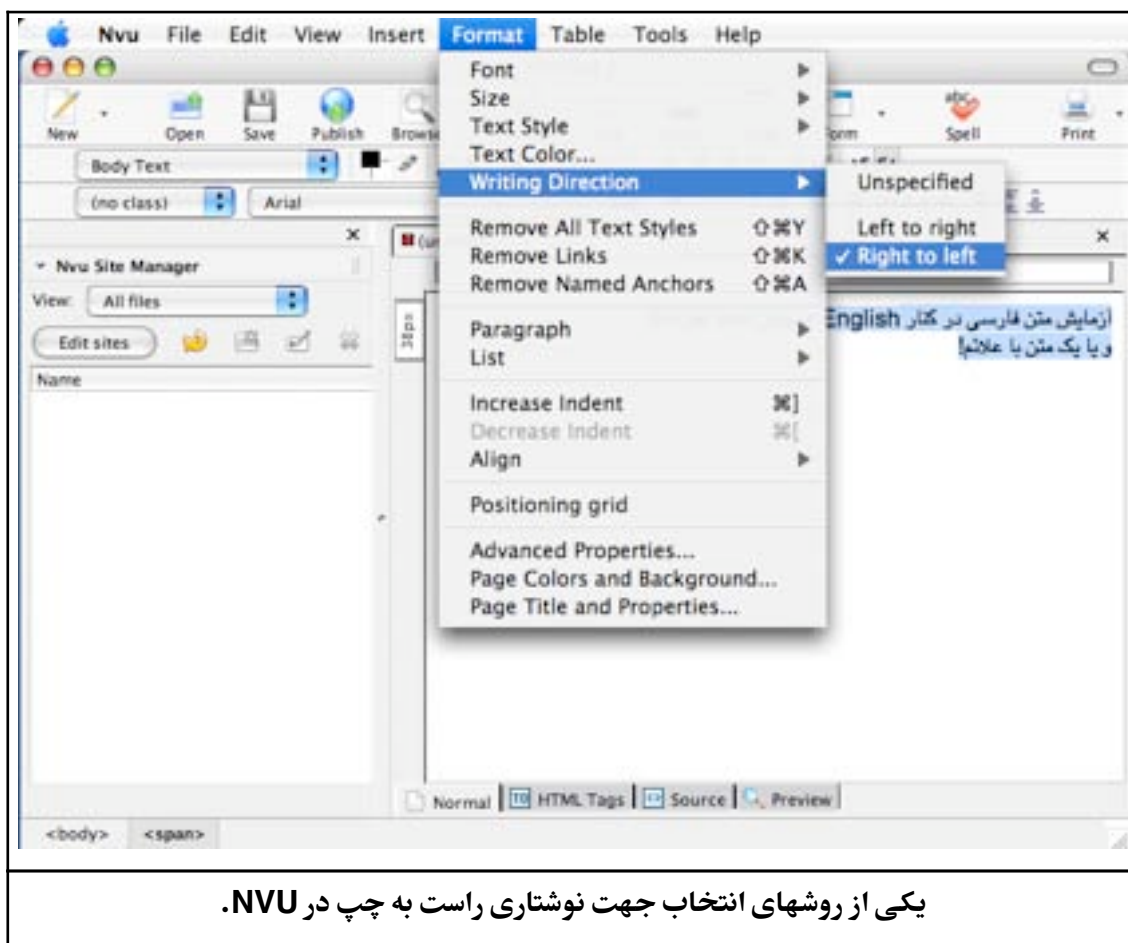 Nvu File Edit View Insert Format Table Tools Help
New Open Save Publish Browse Form Spell Print
Body Text
(no class) Arial
Nvu Site Manager
View: All files
Edit sites
Name
38px
Font
Size
Text Style
Text Color...
Writing Direction
Remove All Text Styles ⇧⌘Y
Remove Links ⇧⌘K
Remove Named Anchors ⇧⌘A
Paragraph
List
Increase Indent ⌘]
Decrease Indent ⌘[
Align
Positioning grid
Advanced Properties...
Page Colors and Background...
Page Title and Properties...
Unspecified
Left to right
✓ Right to left
آزمایش متن فارسی در کنار English
و یا یک متن با علائم!
Normal HTML Tags Source Preview
<body> <span>
یکی از روشهای انتخاب جهت نوشتاری راست به چپ در NVU.